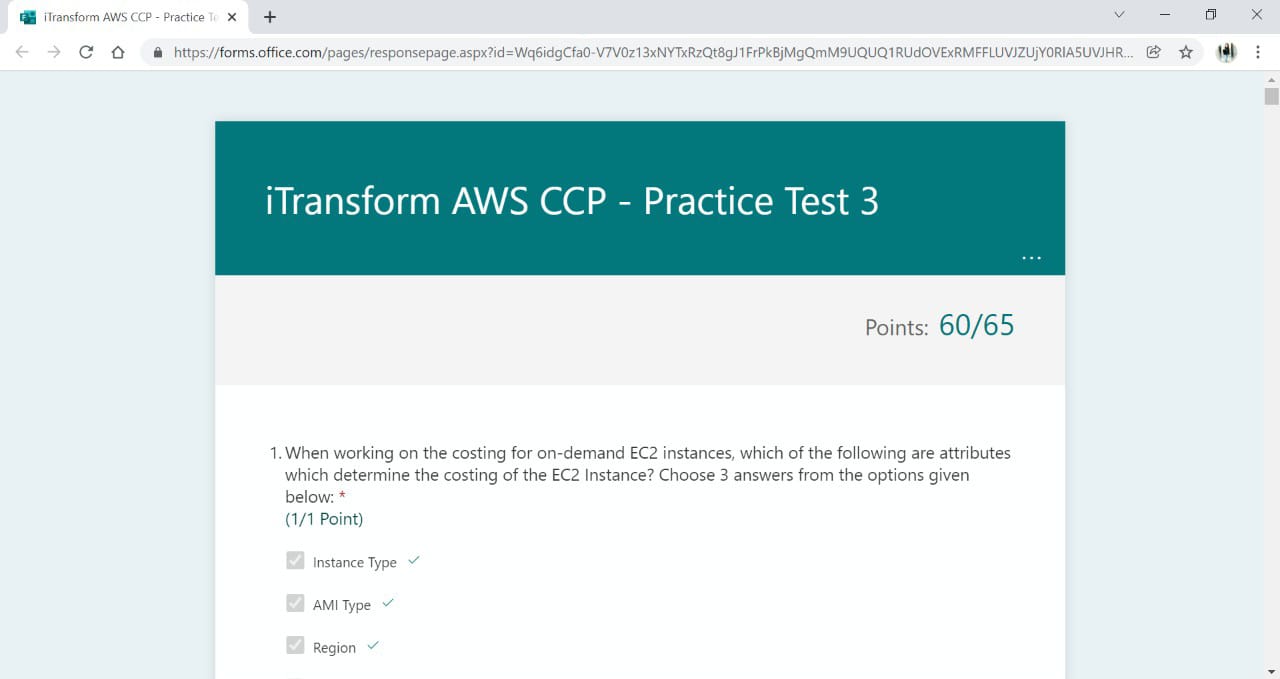 iTransform AWS CCP - Practice Te
https://forms.office.com/pages/responsepage.aspx?id=Wq6idgCfa0-V7V0z13xNYTxRzQt8gJ1FrPkBjMgQmM9UQUQ1RUdOVExRMFFLUVJZUjY0RlA5UVJHR...
iTransform AWS CCP - Practice Test 3
...
Points: 60/65
1. When working on the costing for on-demand EC2 instances, which of the following are attributes
which determine the costing of the EC2 Instance? Choose 3 answers from the options given
below: *
(1/1 Point)
Instance Type
AMI Type
Region